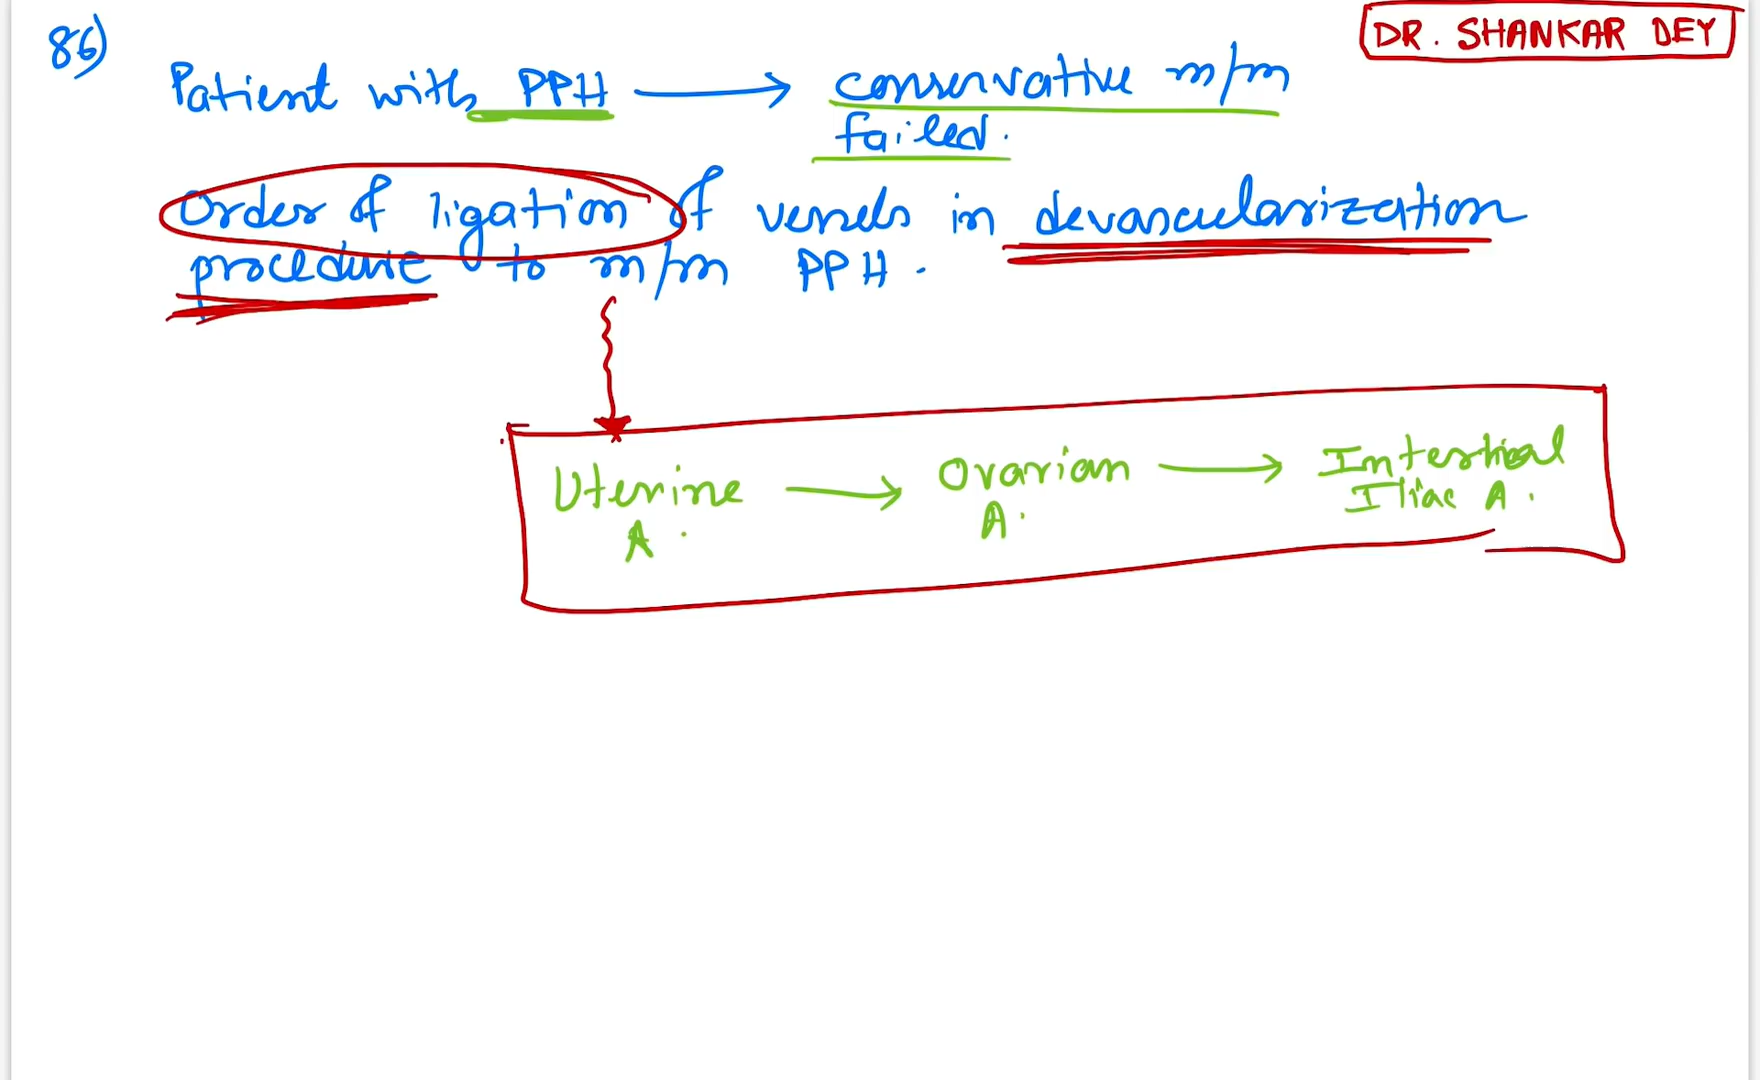 86)
DR. SHANKAR DEY
Patient with PPH → conservative m/m
failed.
Order of ligation of vessels in devascularization
procedure to m/m PPH.
Uterine → Ovarian → Intestinal
A. A. Iliac A.